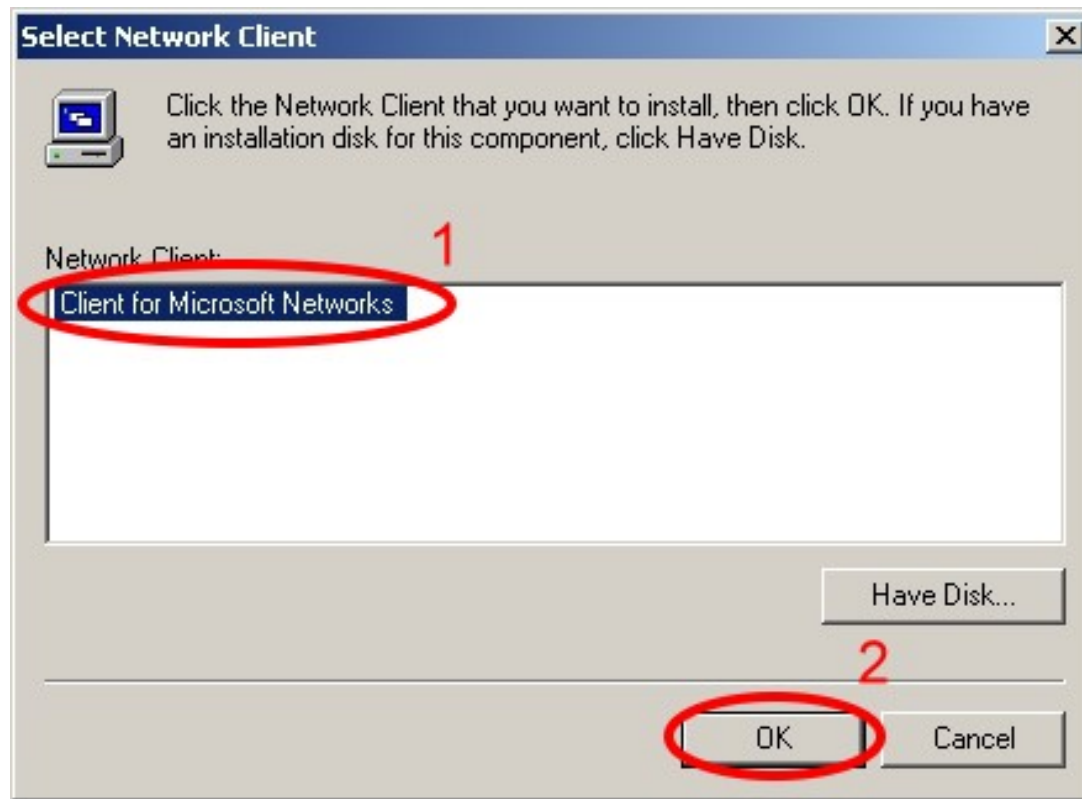 Select Network Client
Click the Network Client that you want to install, then click OK. If you have
an installation disk for this component, click Have Disk.
1
Network Client:
Client for Microsoft Networks
Have Disk...
2
OK
Cancel